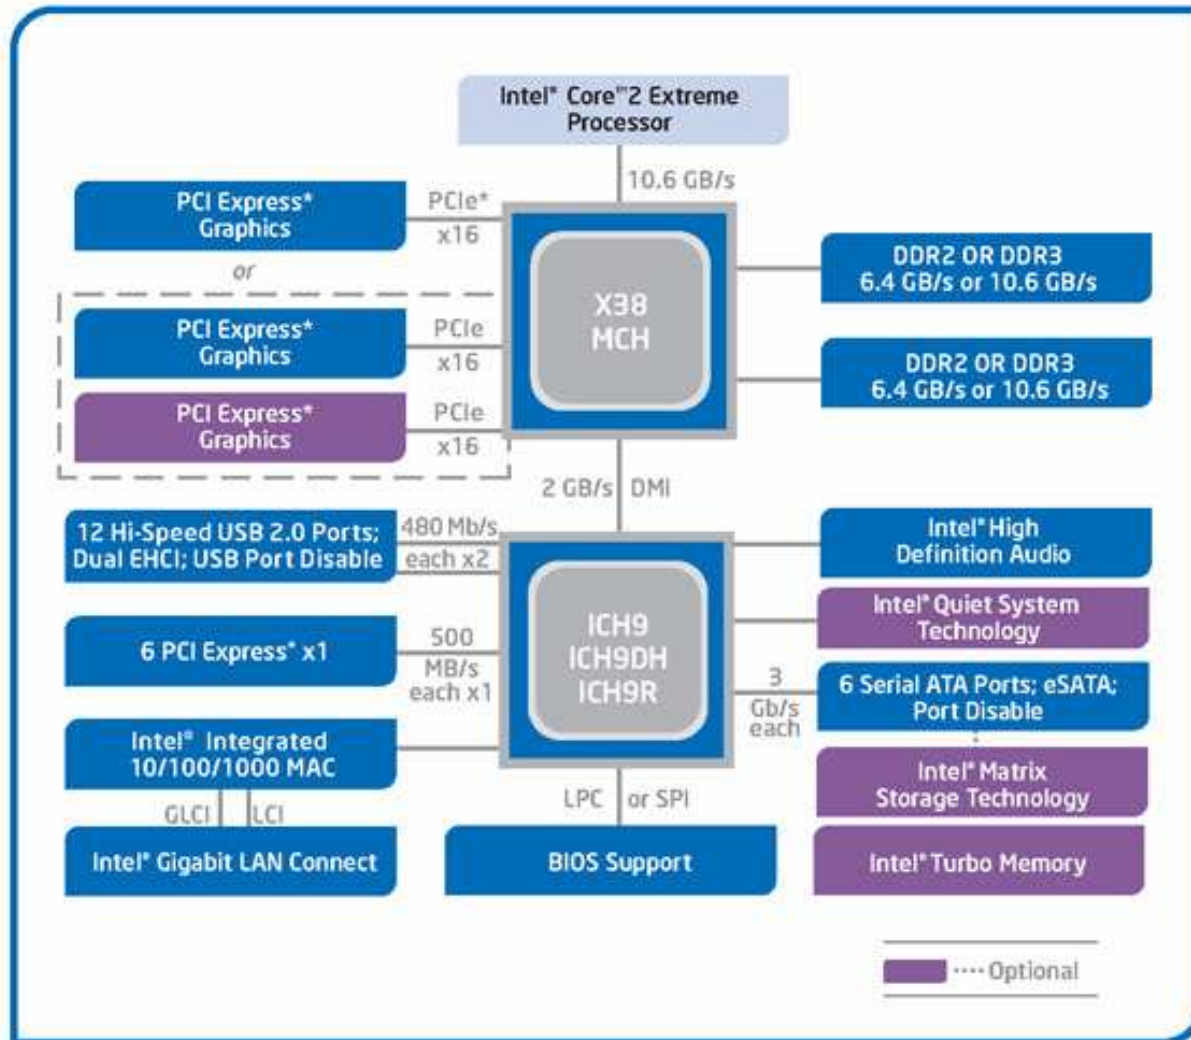 Intel® Core™2 Extreme
Processor
10.6 GB/s
PCI Express*
Graphics
PCIe*
x16
or
PCI Express*
Graphics
PCIe
x16
PCI Express*
Graphics
PCIe
x16
X38
MCH
DDR2 OR DDR3
6.4 GB/s or 10.6 GB/s
DDR2 OR DDR3
6.4 GB/s or 10.6 GB/s
2 GB/s DMI
12 Hi-Speed USB 2.0 Ports;
Dual EHCI; USB Port Disable
480 Mb/s
each x2
6 PCI Express* x1
500
MB/s
each x1
Intel® Integrated
10/100/1000 MAC
GLCI LCI
Intel® Gigabit LAN Connect
ICH9
ICH9DH
ICH9R
LPC or SPI
BIOS Support
Intel® High
Definition Audio
Intel® Quiet System
Technology
3
Gb/s
each
6 Serial ATA Ports; eSATA;
Port Disable
Intel® Matrix
Storage Technology
Intel® Turbo Memory
Optional